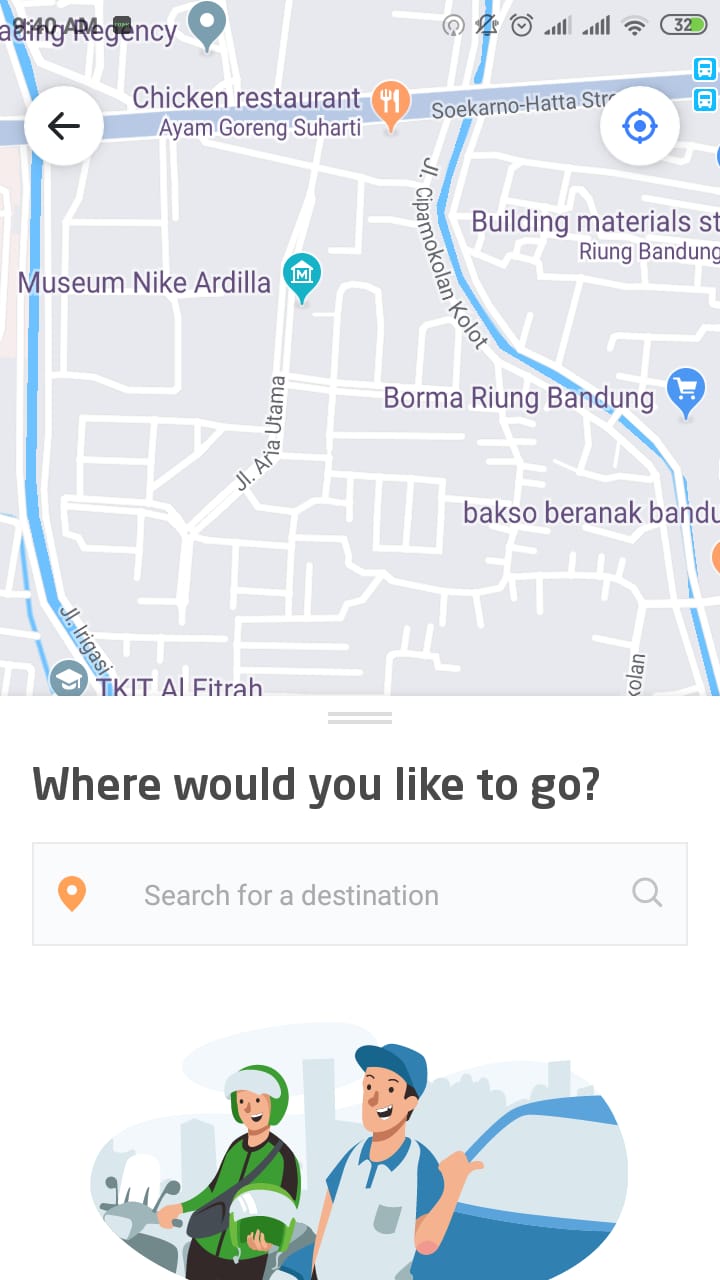 9:40 AM
ading Regency
32
Chicken restaurant
Ayam Goreng Suharti
Soekarno-Hatta Stre
Jl. Cipamokolan Kolot
Building materials st
Riung Bandung
Museum Nike Ardilla
M
Borma Riung Bandung
Jl. Aria Utama
bakso beranak bandu
Jl. Irigasi
kolan
TKIT Al Fitrah
Where would you like to go?
Search for a destination